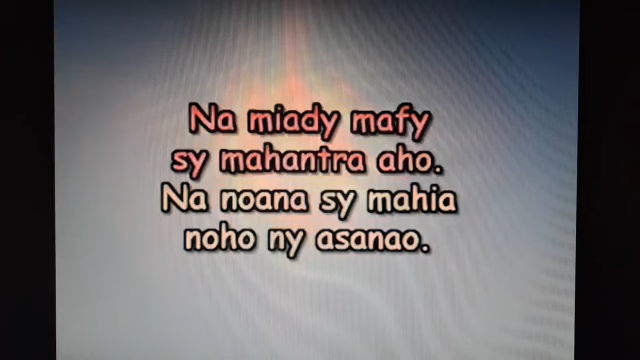 Na miady mafy
sy mahantra aho.
Na noana sy mahia
noho ny asanao.